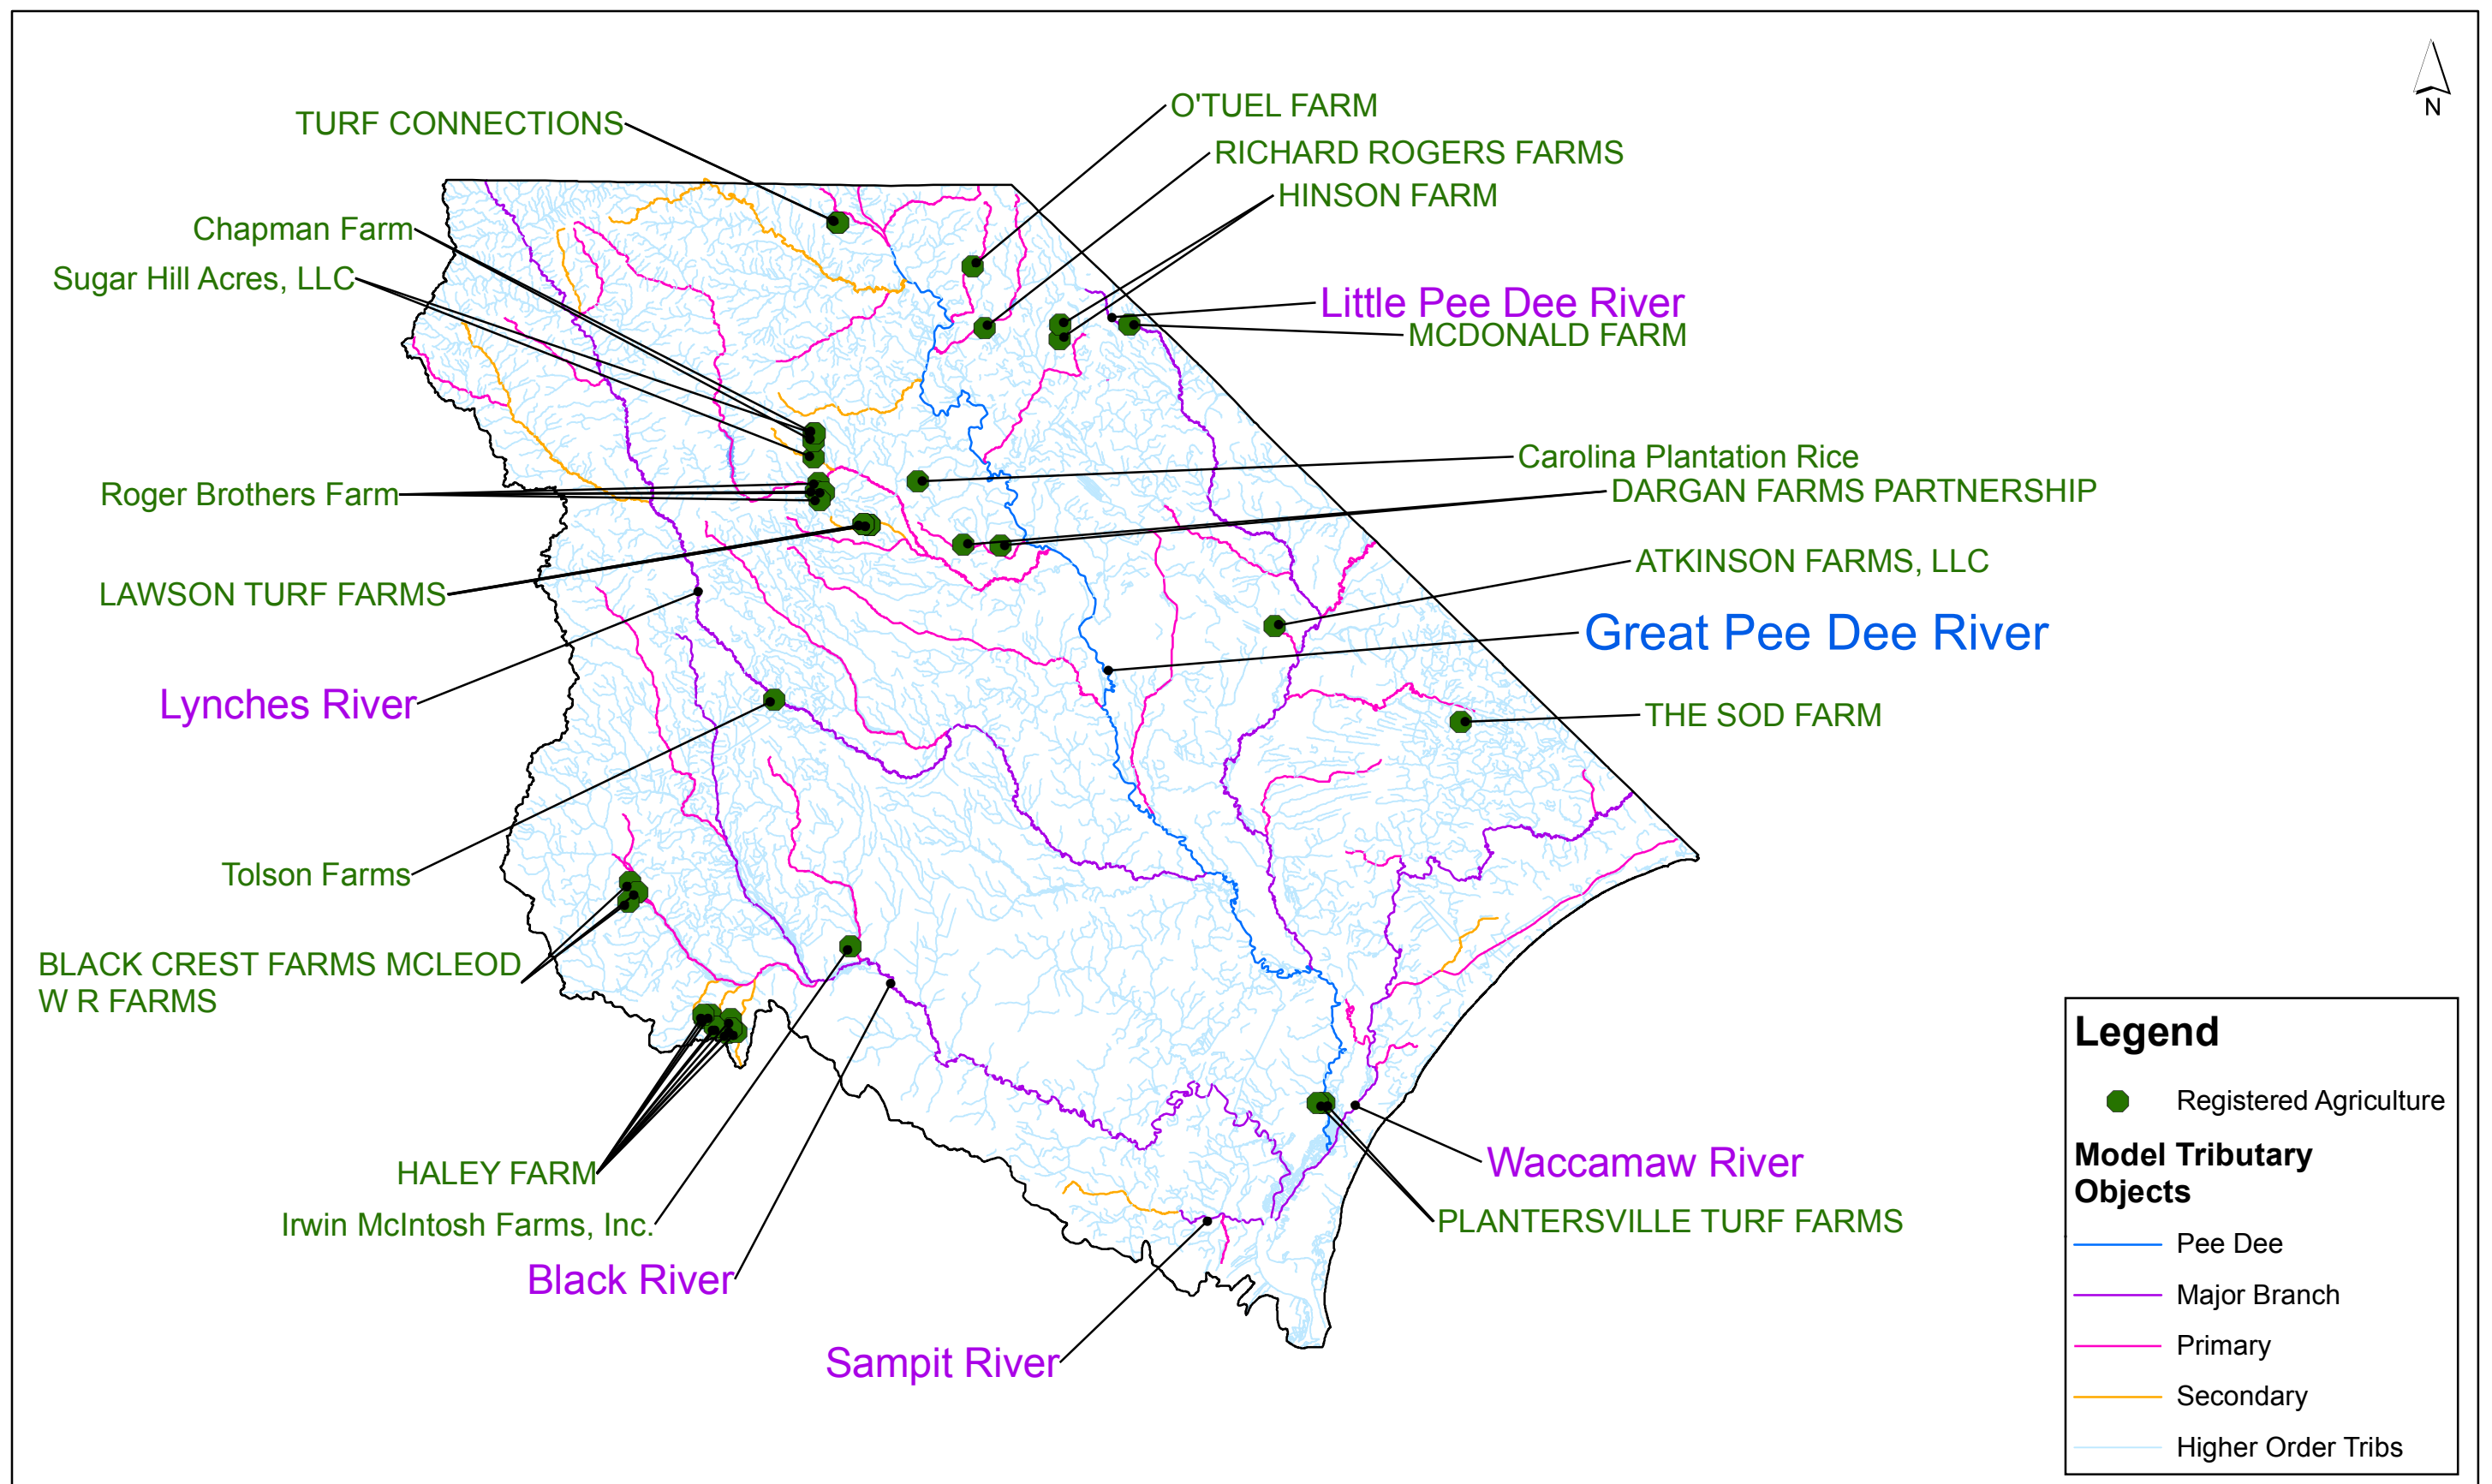 N
TURF CONNECTIONS
O'TUEL FARM
RICHARD ROGERS FARMS
HINSON FARM
Chapman Farm
Sugar Hill Acres, LLC
Little Pee Dee River
MCDONALD FARM
Carolina Plantation Rice
DARGAN FARMS PARTNERSHIP
Roger Brothers Farm
ATKINSON FARMS, LLC
LAWSON TURF FARMS
Great Pee Dee River
Lynches River
THE SOD FARM
Tolson Farms
BLACK CREST FARMS MCLEOD
W R FARMS
HALEY FARM
Irwin McIntosh Farms, Inc.
Black River
Waccamaw River
PLANTERSVILLE TURF FARMS
Sampit River
Legend
Registered Agriculture
Model Tributary
Objects
Pee Dee
Major Branch
Primary
Secondary
Higher Order Tribs